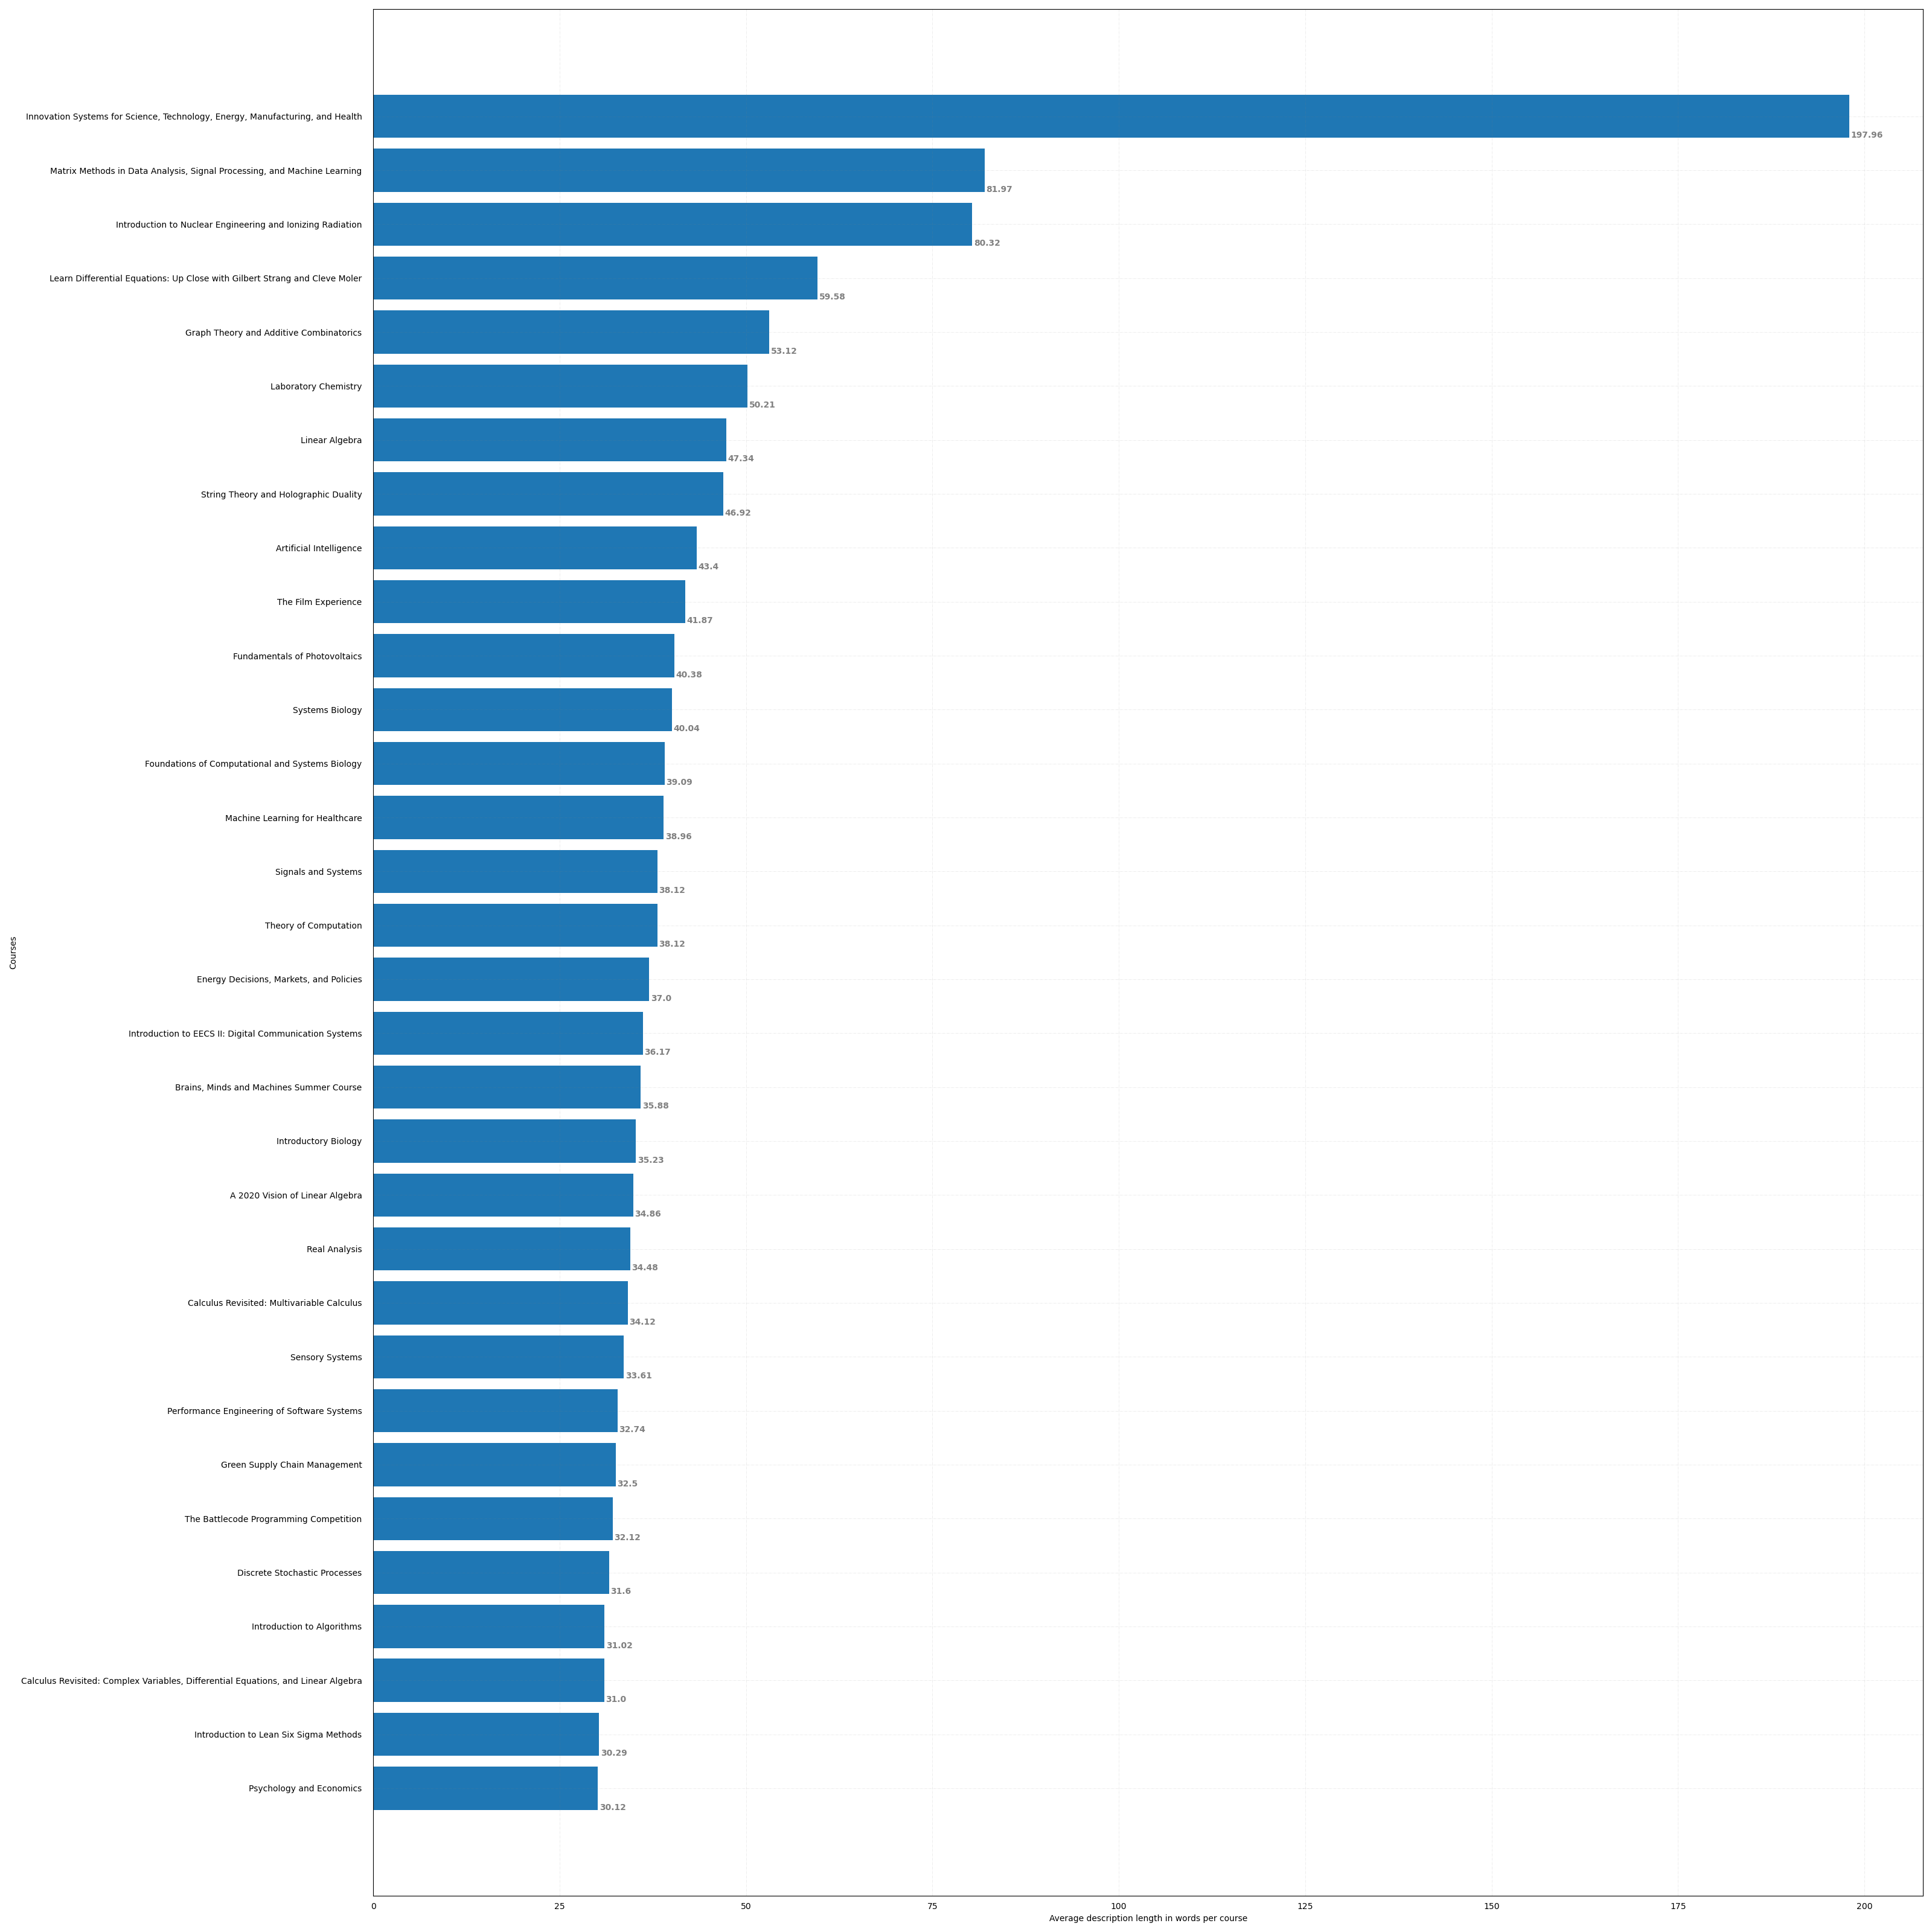 Innovation Systems for Science, Technology, Energy, Manufacturing, and Health
197.96
Matrix Methods in Data Analysis, Signal Processing, and Machine Learning
81.97
Introduction to Nuclear Engineering and Ionizing Radiation
80.32
Learn Differential Equations: Up Close with Gilbert Strang and Cleve Moler
59.58
Graph Theory and Additive Combinatorics
53.12
Laboratory Chemistry
50.21
Linear Algebra
47.34
String Theory and Holographic Duality
46.92
Artificial Intelligence
43.4
The Film Experience
41.87
Fundamentals of Photovoltaics
40.38
Systems Biology
40.04
Foundations of Computational and Systems Biology
39.09
Machine Learning for Healthcare
38.96
Signals and Systems
38.12
Theory of Computation
38.12
Courses
Energy Decisions, Markets, and Policies
37.0
Introduction to EECS II: Digital Communication Systems
36.17
Brains, Minds and Machines Summer Course
35.88
Introductory Biology
35.23
A 2020 Vision of Linear Algebra
34.86
Real Analysis
34.48
Calculus Revisited: Multivariable Calculus
34.12
Sensory Systems
33.61
Performance Engineering of Software Systems
32.74
Green Supply Chain Management
32.5
The Battlecode Programming Competition
32.12
Discrete Stochastic Processes
31.6
Introduction to Algorithms
31.02
Calculus Revisited: Complex Variables, Differential Equations, and Linear Algebra
31.0
Introduction to Lean Six Sigma Methods
30.29
Psychology and Economics
30.12
0 25 50 75 100 125 150 175 200
Average description length in words per course